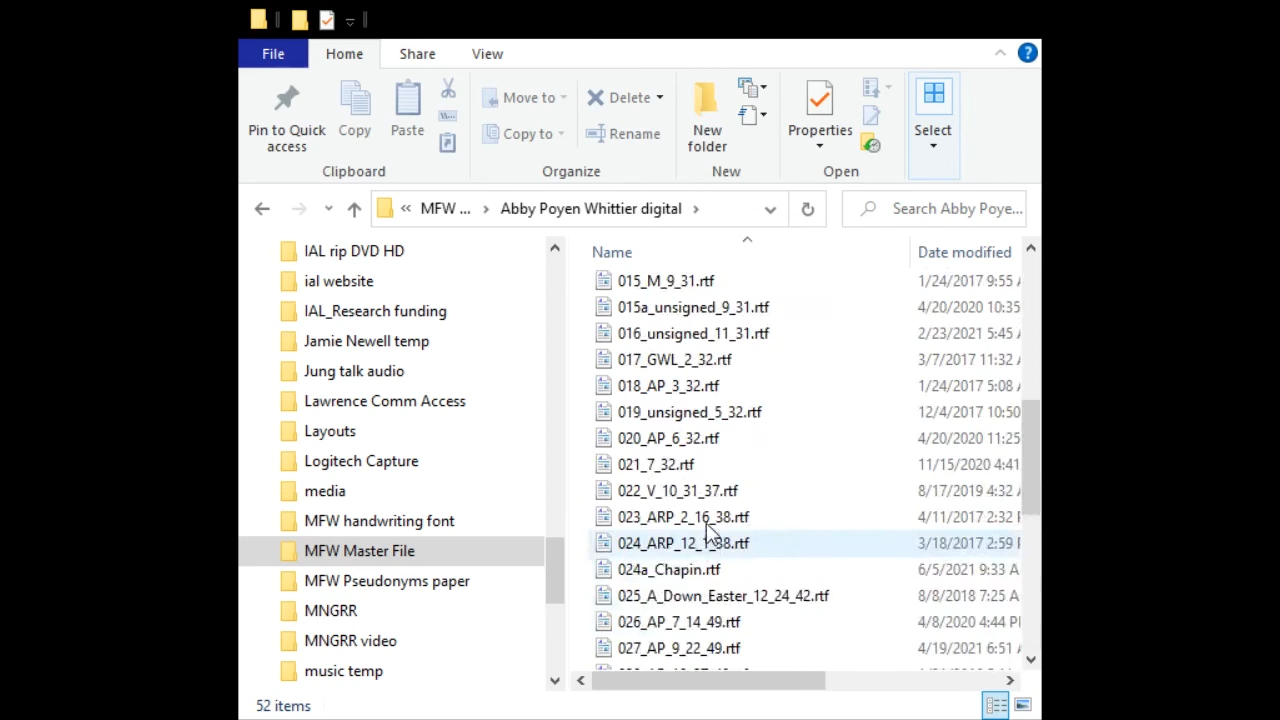 File Home Share View
Pin to Quick access
Copy
Paste
Move to
Copy to
Delete
Rename
New folder
Properties
Select
Clipboard Organize New Open
« MFW ... › Abby Poyen Whittier digital ›
Search Abby Poye...
IAL rip DVD HD
ial website
IAL_Research funding
Jamie Newell temp
Jung talk audio
Lawrence Comm Access
Layouts
Logitech Capture
media
MFW handwriting font
MFW Master File
MFW Pseudonyms paper
MNGRR
MNGRR video
music temp
Name Date modified
015_M_9_31.rtf 1/24/2017 9:55
015a_unsigned_9_31.rtf 4/20/2020 10:35
016_unsigned_11_31.rtf 2/23/2021 5:45
017_GWL_2_32.rtf 3/7/2017 11:32
018_AP_3_32.rtf 1/24/2017 5:08
019_unsigned_5_32.rtf 12/4/2017 10:50
020_AP_6_32.rtf 4/20/2020 11:25
021_7_32.rtf 11/15/2020 4:41
022_V_10_31_37.rtf 8/17/2019 4:32
023_ARP_2_16_38.rtf 4/11/2017 2:32
024_ARP_12_1_38.rtf 3/18/2017 2:59
024a_Chapin.rtf 6/5/2021 9:33 A
025_A_Down_Easter_12_24_42.rtf 8/8/2018 7:25 A
026_AP_7_14_49.rtf 4/8/2020 4:44 P
027_AP_9_22_49.rtf 4/19/2021 6:51
52 items